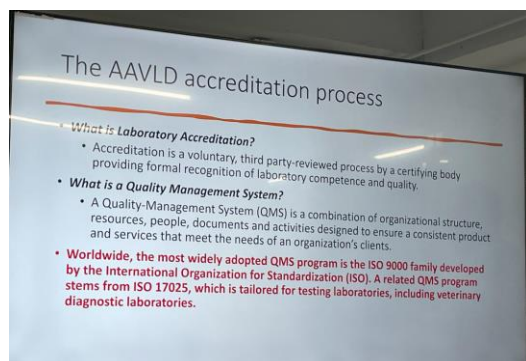 The AAVLD accreditation process
• What is Laboratory Accreditation?
• Accreditation is a voluntary, third party-reviewed process by a certifying body
providing formal recognition of laboratory competence and quality.
• What is a Quality Management System?
• A Quality-Management System (QMS) is a combination of organizational structure,
resources, people, documents and activities designed to ensure a consistent product
and services that meet the needs of an organization's clients.
• Worldwide, the most widely adopted QMS program is the ISO 9000 family developed
by the International Organization for Standardization (ISO). A related QMS program
stems from ISO 17025, which is tailored for testing laboratories, including veterinary
diagnostic laboratories.